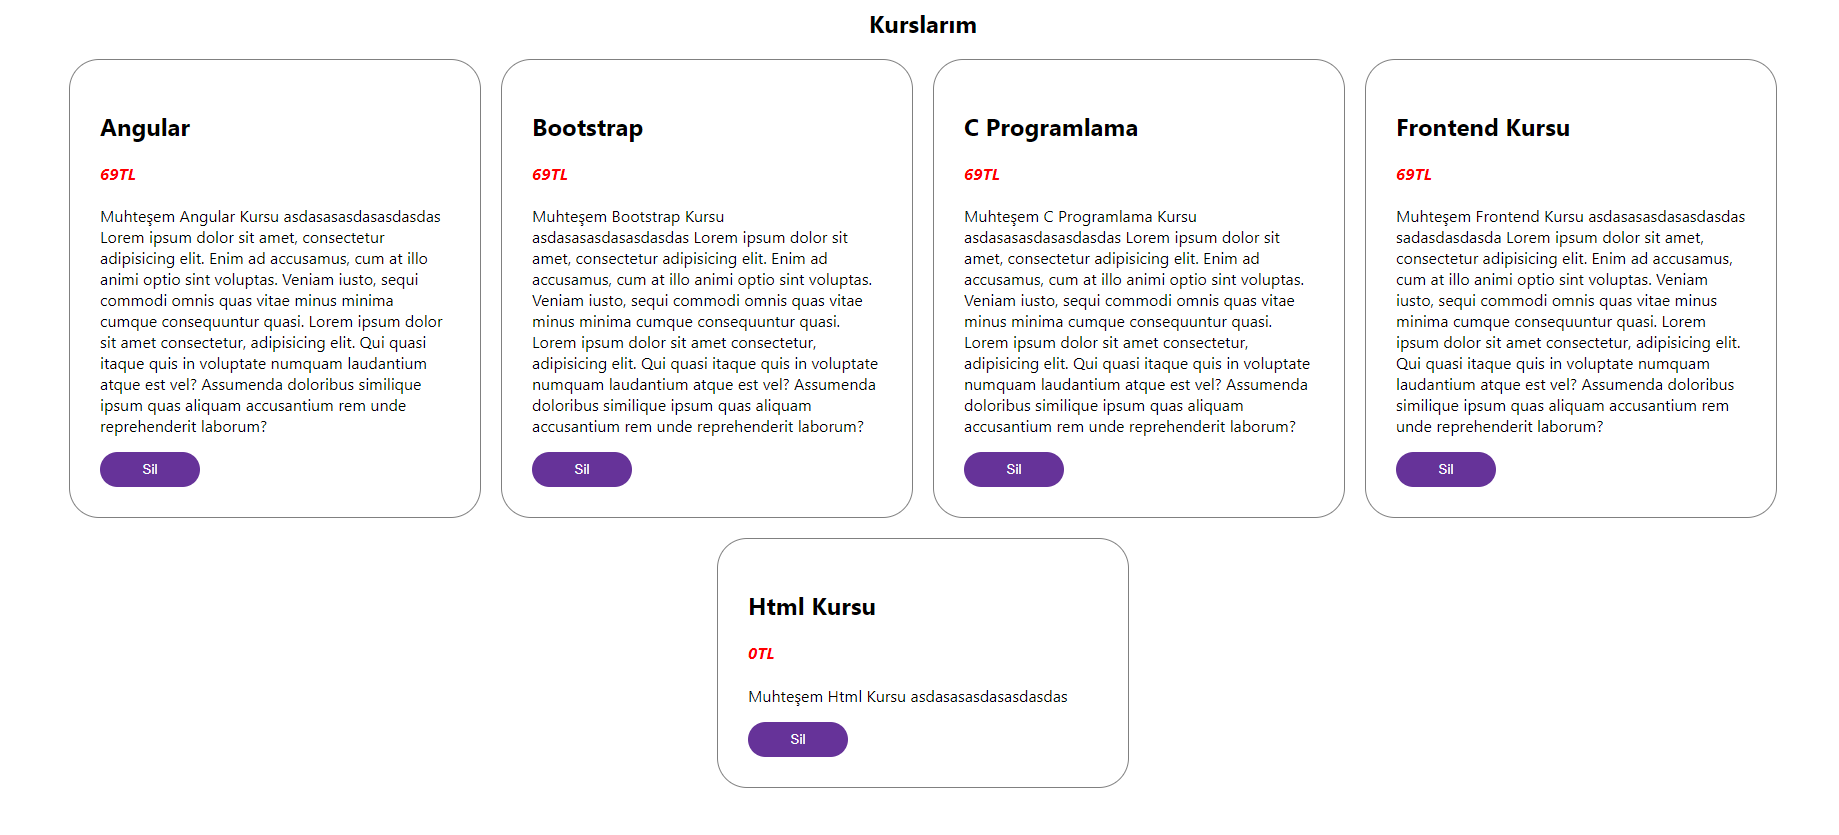 Kurslarım
Angular
69TL
Muhteşem Angular Kursu asdasasasdasasdasdas
Lorem ipsum dolor sit amet, consectetur
adipisicing elit. Enim ad accusamus, cum at illo
animi optio sint voluptas. Veniam iusto, sequi
commodi omnis quas vitae minus minima
cumque consequuntur quasi. Lorem ipsum dolor
sit amet consectetur, adipisicing elit. Qui quasi
itaque quis in voluptate numquam laudantium
atque est vel? Assumenda doloribus similique
ipsum quas aliquam accusantium rem unde
reprehenderit laborum?
Sil
Bootstrap
69TL
Muhteşem Bootstrap Kursu
asdasasasdasasdasdas Lorem ipsum dolor sit
amet, consectetur adipisicing elit. Enim ad
accusamus, cum at illo animi optio sint voluptas.
Veniam iusto, sequi commodi omnis quas vitae
minus minima cumque consequuntur quasi.
Lorem ipsum dolor sit amet consectetur,
adipisicing elit. Qui quasi itaque quis in voluptate
numquam laudantium atque est vel? Assumenda
doloribus similique ipsum quas aliquam
accusantium rem unde reprehenderit laborum?
Sil
C Programlama
69TL
Muhteşem C Programlama Kursu
asdasasasdasasdasdas Lorem ipsum dolor sit
amet, consectetur adipisicing elit. Enim ad
accusamus, cum at illo animi optio sint voluptas.
Veniam iusto, sequi commodi omnis quas vitae
minus minima cumque consequuntur quasi.
Lorem ipsum dolor sit amet consectetur,
adipisicing elit. Qui quasi itaque quis in voluptate
numquam laudantium atque est vel? Assumenda
doloribus similique ipsum quas aliquam
accusantium rem unde reprehenderit laborum?
Sil
Frontend Kursu
69TL
Muhteşem Frontend Kursu asdasasasdasasdasdas
sadasdasdasda Lorem ipsum dolor sit amet,
consectetur adipisicing elit. Enim ad accusamus,
cum at illo animi optio sint voluptas. Veniam
iusto, sequi commodi omnis quas vitae minus
minima cumque consequuntur quasi. Lorem
ipsum dolor sit amet consectetur, adipisicing elit.
Qui quasi itaque quis in voluptate numquam
laudantium atque est vel? Assumenda doloribus
similique ipsum quas aliquam accusantium rem
unde reprehenderit laborum?
Sil
Html Kursu
0TL
Muhteşem Html Kursu asdasasasdasasdasdas
Sil